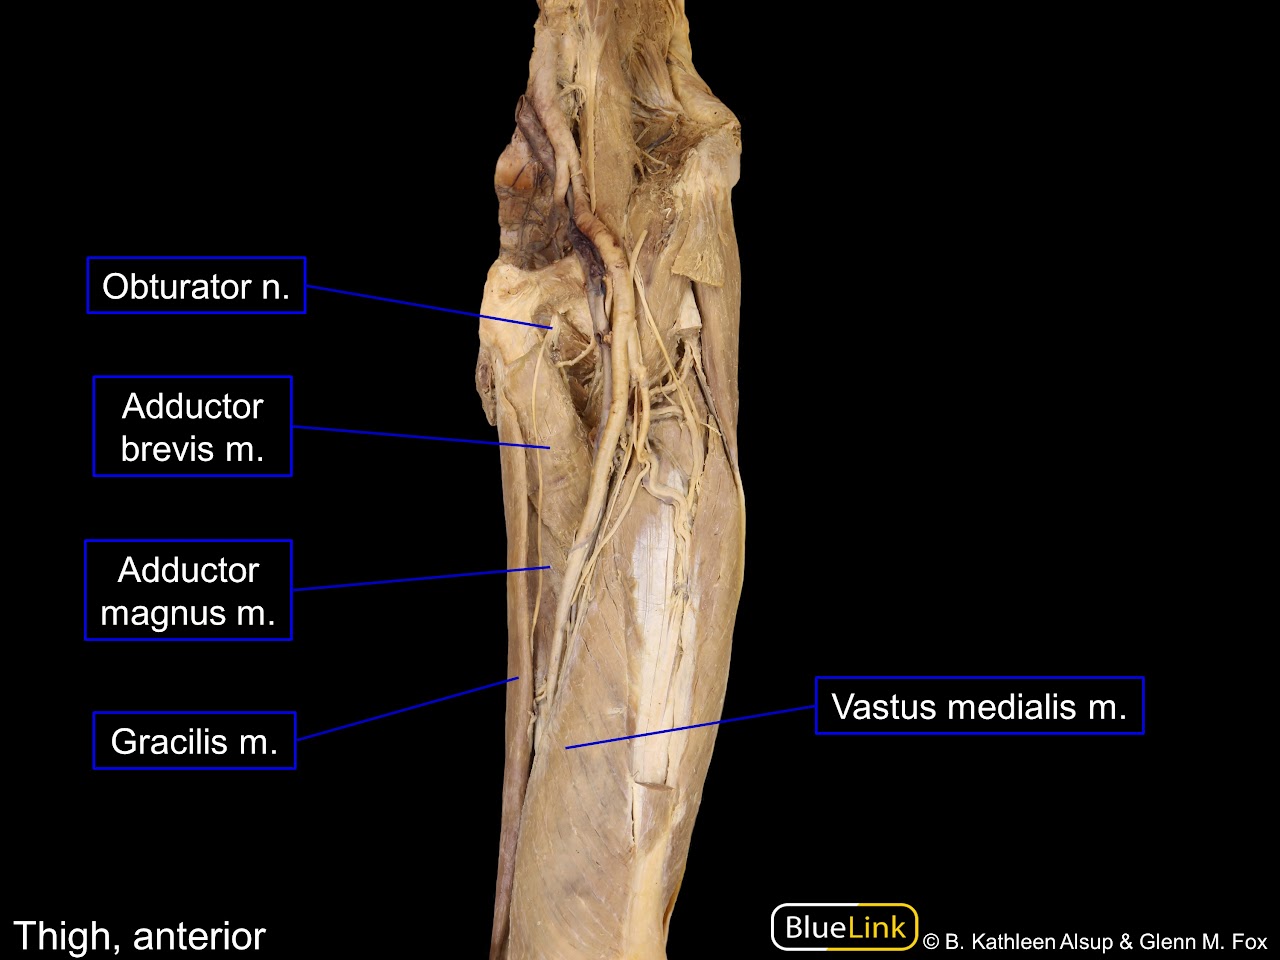 Obturator n.
Adductor
brevis m.
Adductor
magnus m.
Gracilis m.
Vastus medialis m.
Thigh, anterior
BlueLink
© B. Kathleen Alsup & Glenn M. Fox